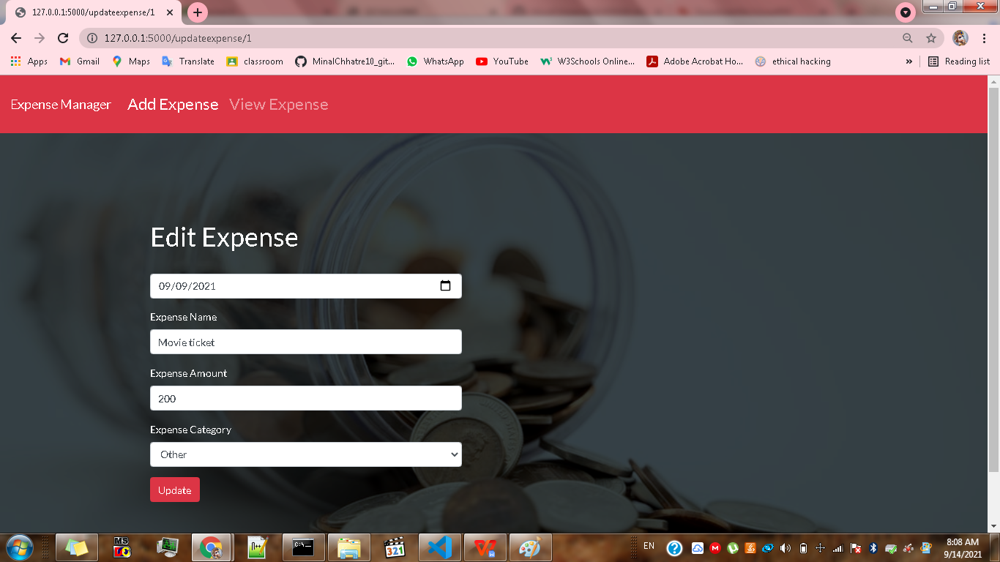 127.0.0.1:5000/updateexpense/1
127.0.0.1:5000/updateexpense/1
Apps Gmail Maps Translate classroom MinalChhatre10_git... WhatsApp YouTube W3Schools Online... Adobe Acrobat Ho... ethical hacking » Reading list
Expense Manager Add Expense View Expense
Edit Expense
09/09/2021
Expense Name
Movie ticket
Expense Amount
200
Expense Category
Other
Update
EN
8:08 AM
9/14/2021